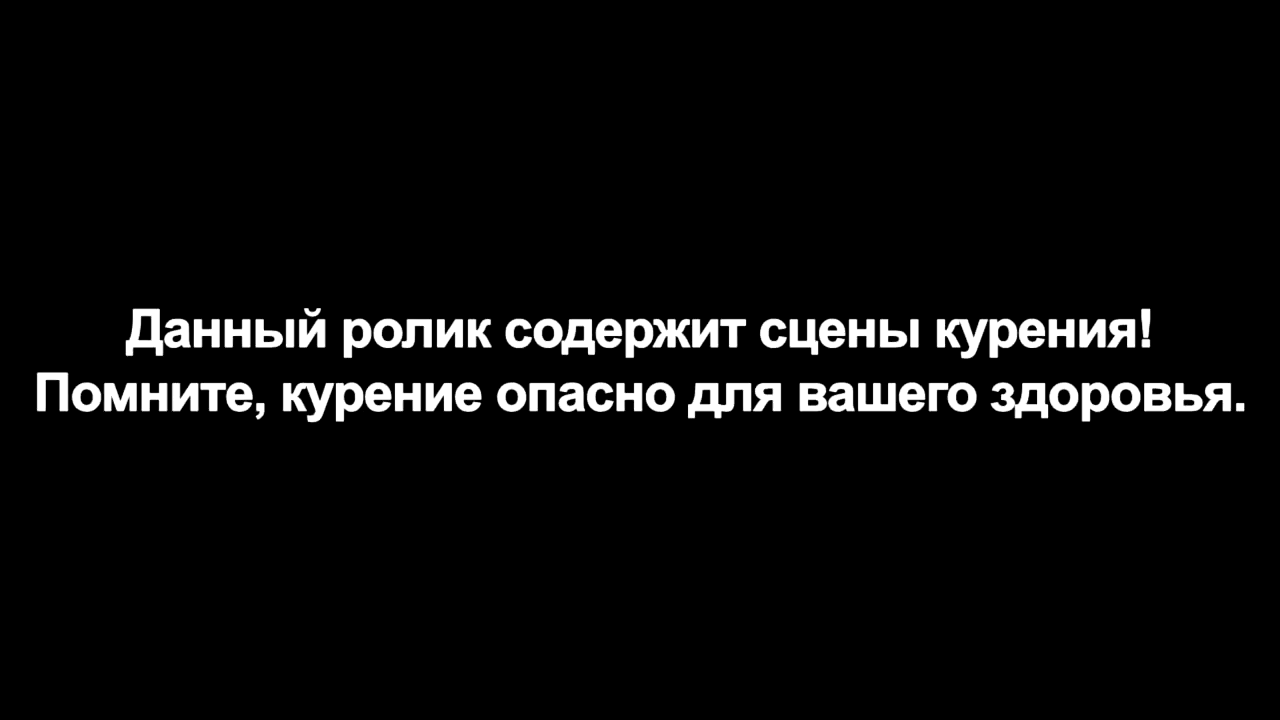 Данный ролик содержит сцены курения!
Помните, курение опасно для вашего здоровья.